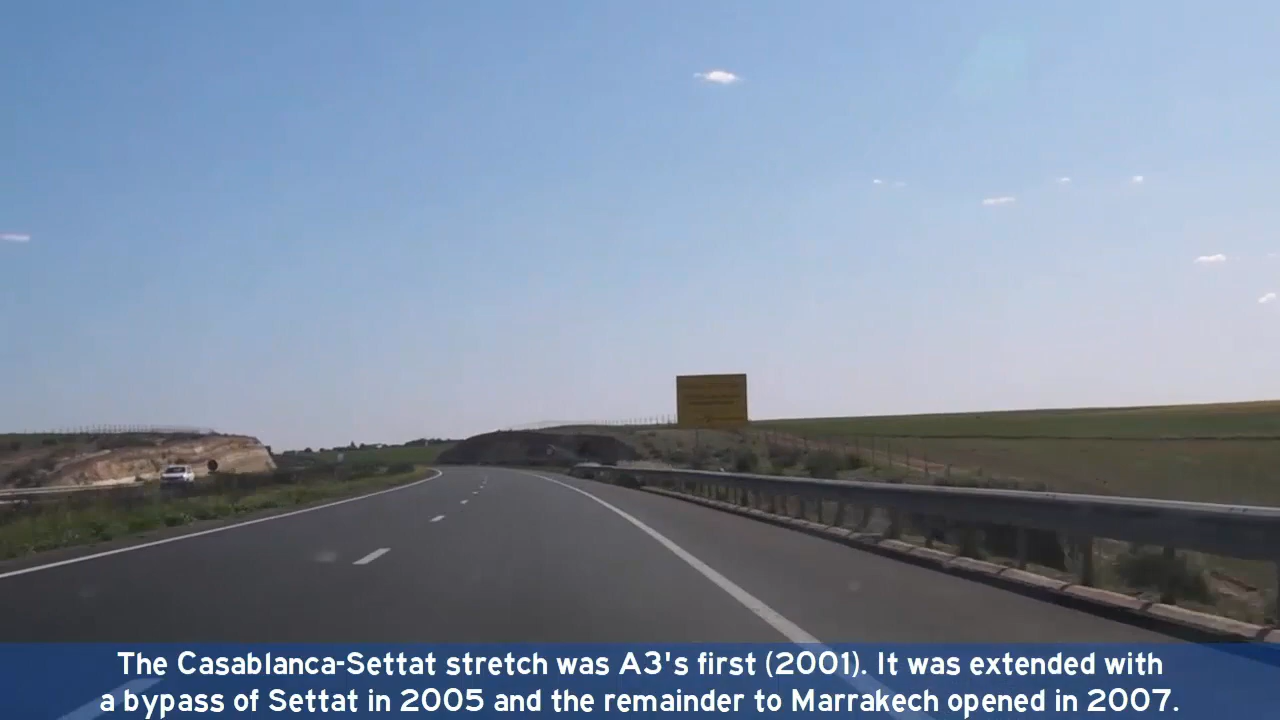 The Casablanca-Settat stretch was A3's first (2001). It was extended with
a bypass of Settat in 2005 and the remainder to Marrakech opened in 2007.